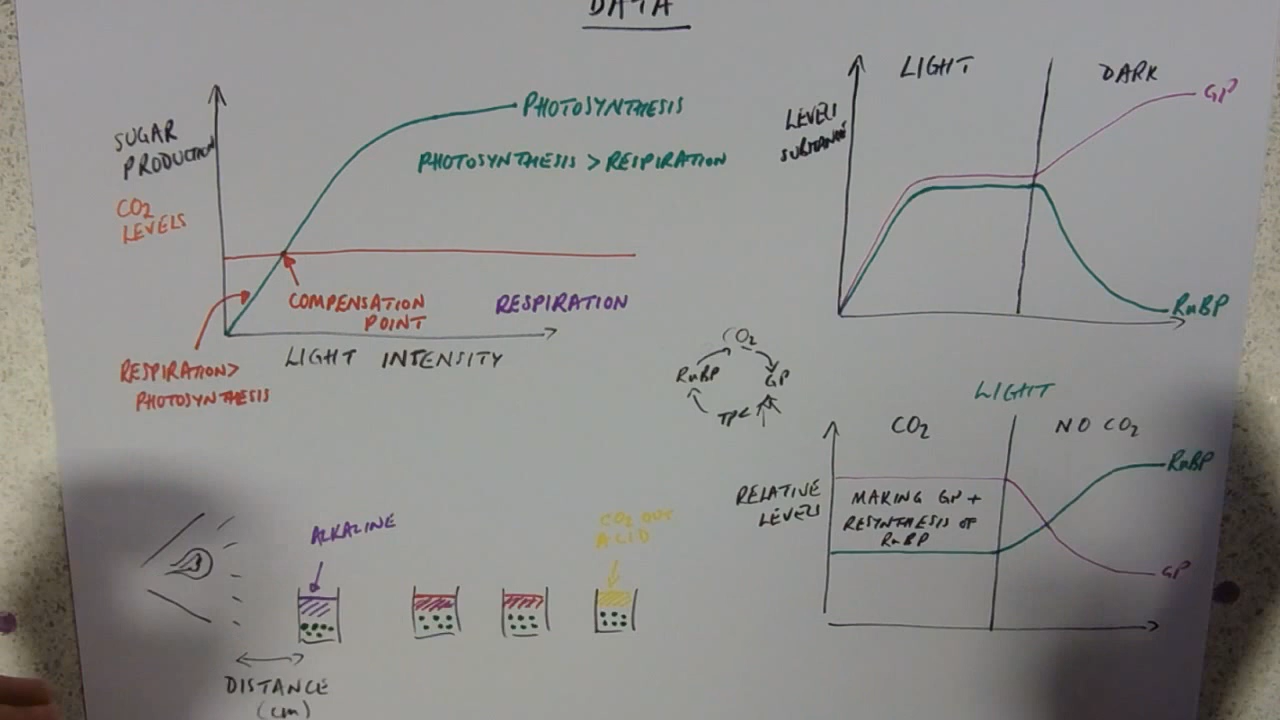 DATA
SUGAR
PRODUCTION
CO2
LEVELS
PHOTOSYNTHESIS
PHOTOSYNTHESIS > RESPIRATION
COMPENSATION
POINT
RESPIRATION
LIGHT INTENSITY
RESPIRATION>
PHOTOSYNTHESIS
LIGHT
DARK
GP
RuBP
CO2
RuBP
GP
TP
LIGHT
CO2
NO CO2
RuBP
RELATIVE
LEVELS
MAKING GP +
RESYNTHESIS OF
RuBP
GP
ALKALINE
CO2 OUT
ACID
DISTANCE
(cm)